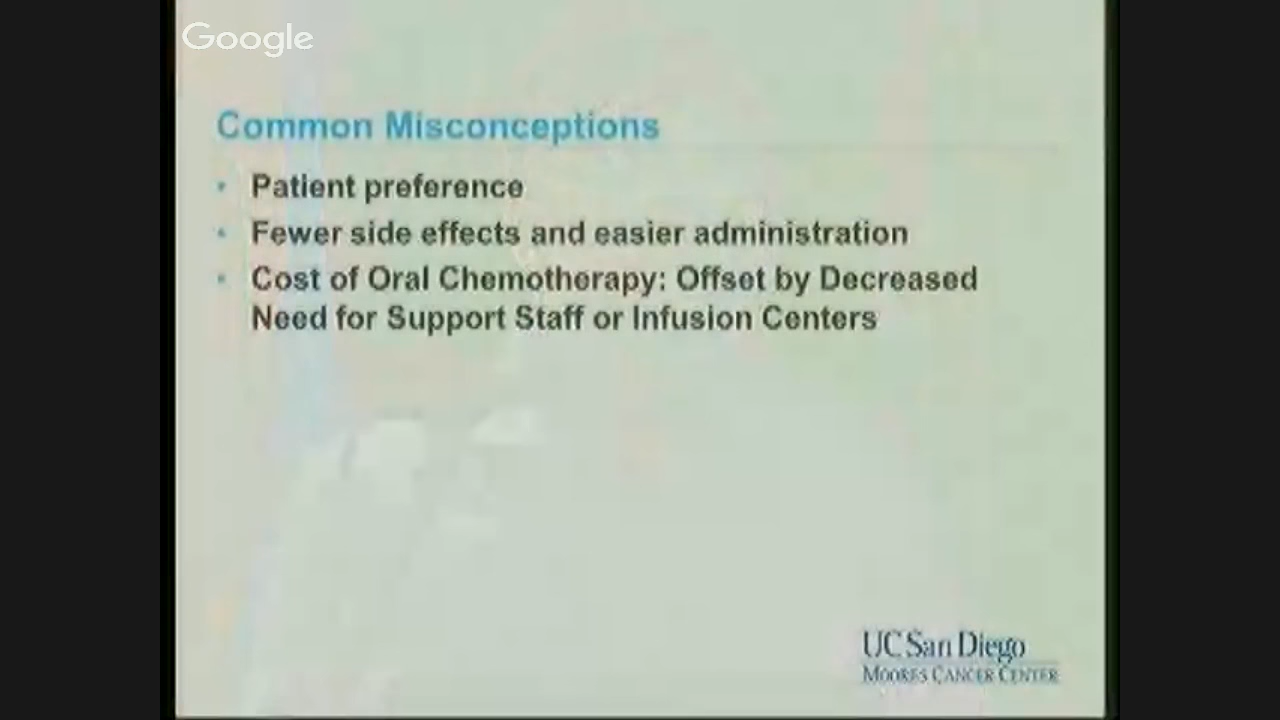 Google
Common Misconceptions
• Patient preference
• Fewer side effects and easier administration
• Cost of Oral Chemotherapy: Offset by Decreased
Need for Support Staff or Infusion Centers
UC San Diego
MOORES CANCER CENTER